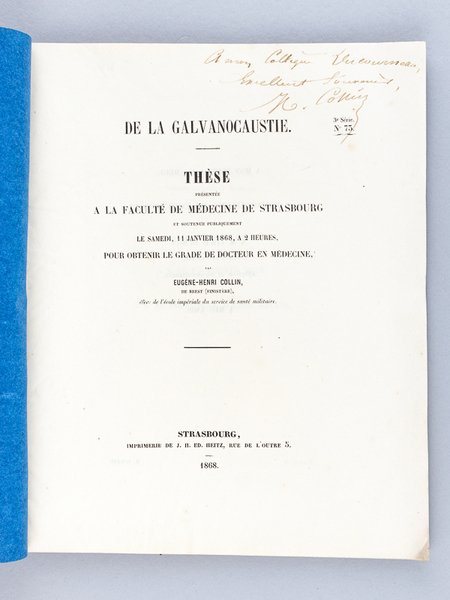 A mon Collègue
Excellent Souvenir,
H. Collin
DE LA GALVANOCAUSTIE.
3e Série.
No 73.
THÈSE
PRÉSENTÉE
A LA FACULTÉ DE MÉDECINE DE STRASBOURG
ET SOUTENUE PUBLIQUEMENT
LE SAMEDI, 11 JANVIER 1868, A 2 HEURES,
POUR OBTENIR LE GRADE DE DOCTEUR EN MÉDECINE,
PAR
EUGÈNE-HENRI COLLIN,
DE BREST (FINISTÈRE),
élève de l'école impériale du service de santé militaire.
STRASBOURG,
IMPRIMERIE DE J. H. ED. HEITZ, RUE DE L'OUTRE 5.
1868.